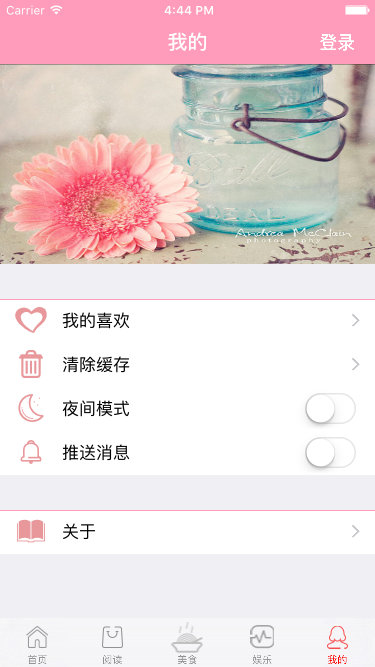 Carrier 4:44 PM
我的 登录
Ball
IDEAL
Andrea McClain
photography
我的喜欢
清除缓存
夜间模式
推送消息
关于
首页 阅读 美食 娱乐 我的